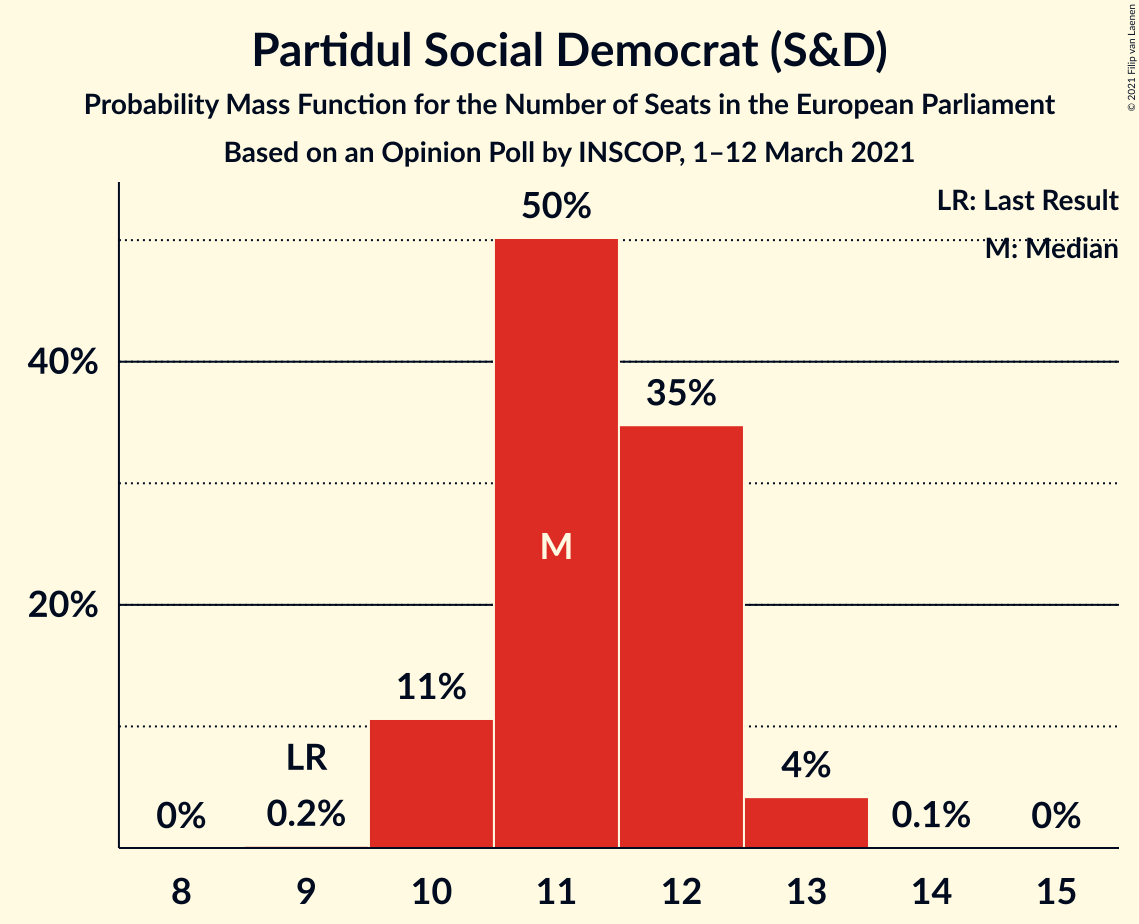 Partidul Social Democrat (S&D)
Probability Mass Function for the Number of Seats in the European Parliament
Based on an Opinion Poll by INSCOP, 1–12 March 2021
© 2021 Filip van Laenen
LR: Last Result
M: Median
50%
40%
35%
M
20%
11%
LR
4%
0%
0.2%
0.1%
0%
8 9 10 11 12 13 14 15